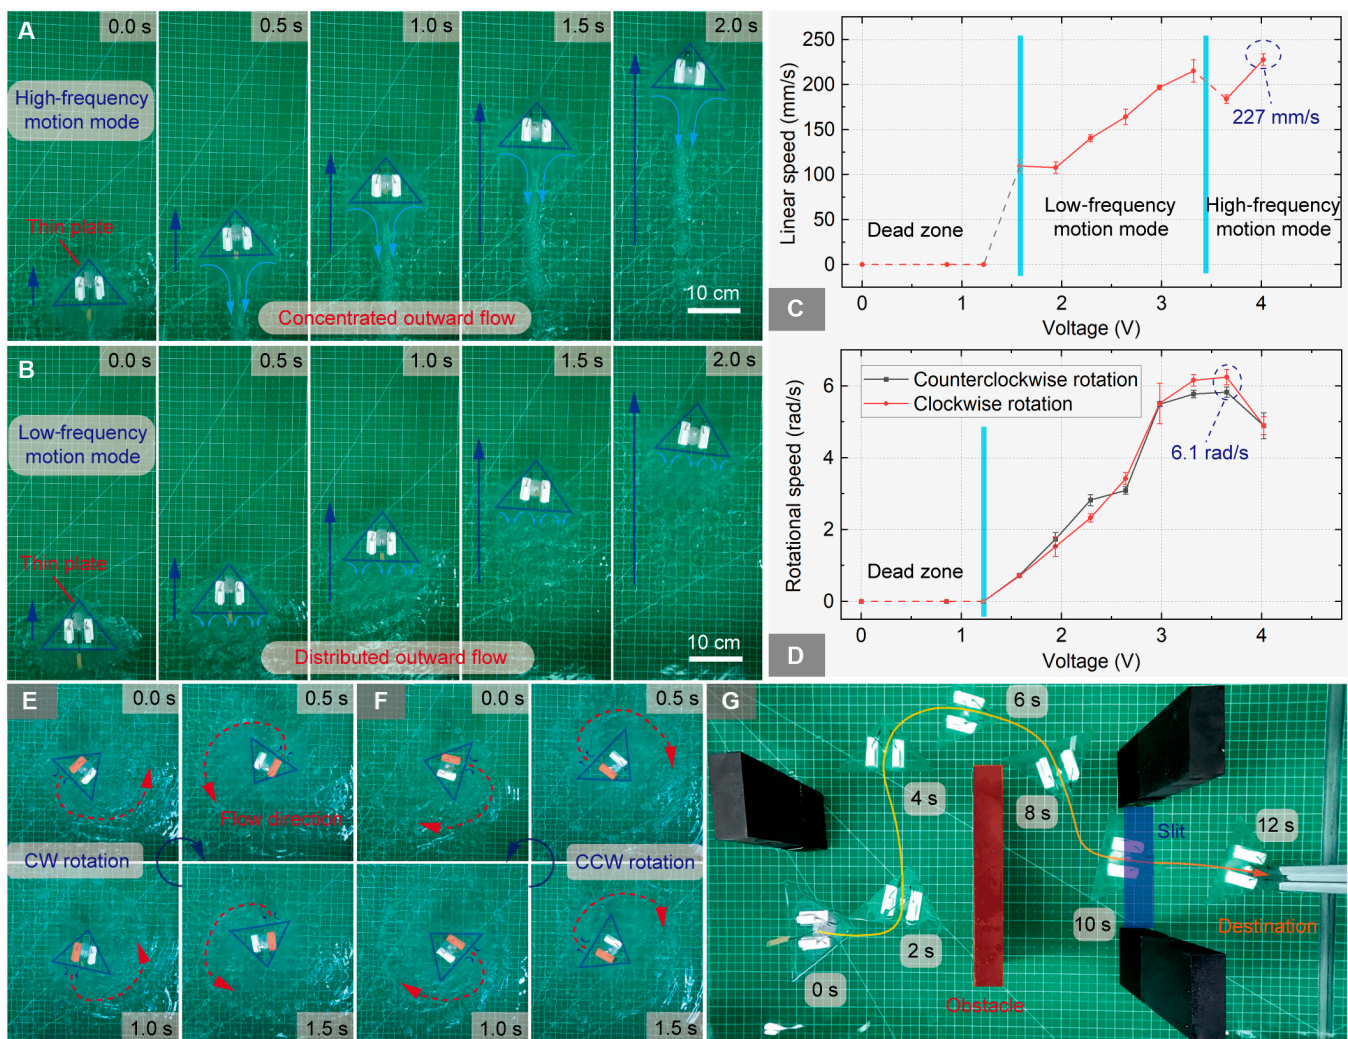 A
0.0 s
0.5 s
1.0 s
1.5 s
2.0 s
High-frequency
motion mode
Thin plate
Concentrated outward flow
10 cm
B
0.0 s
0.5 s
1.0 s
1.5 s
2.0 s
Low-frequency
motion mode
Thin plate
Distributed outward flow
10 cm
C
Linear speed (mm/s)
250
200
150
100
50
0
227 mm/s
Dead zone
Low-frequency
motion mode
High-frequency
motion mode
0
1
2
3
4
Voltage (V)
D
Rotational speed (rad/s)
6
4
2
0
Counterclockwise rotation
Clockwise rotation
6.1 rad/s
Dead zone
0
1
2
3
4
Voltage (V)
E
0.0 s
0.5 s
Flow direction
CW rotation
1.0 s
1.5 s
F
0.0 s
0.5 s
CCW rotation
1.0 s
1.5 s
G
6 s
4 s
8 s
Slit
12 s
10 s
2 s
Destination
0 s
Obstacle